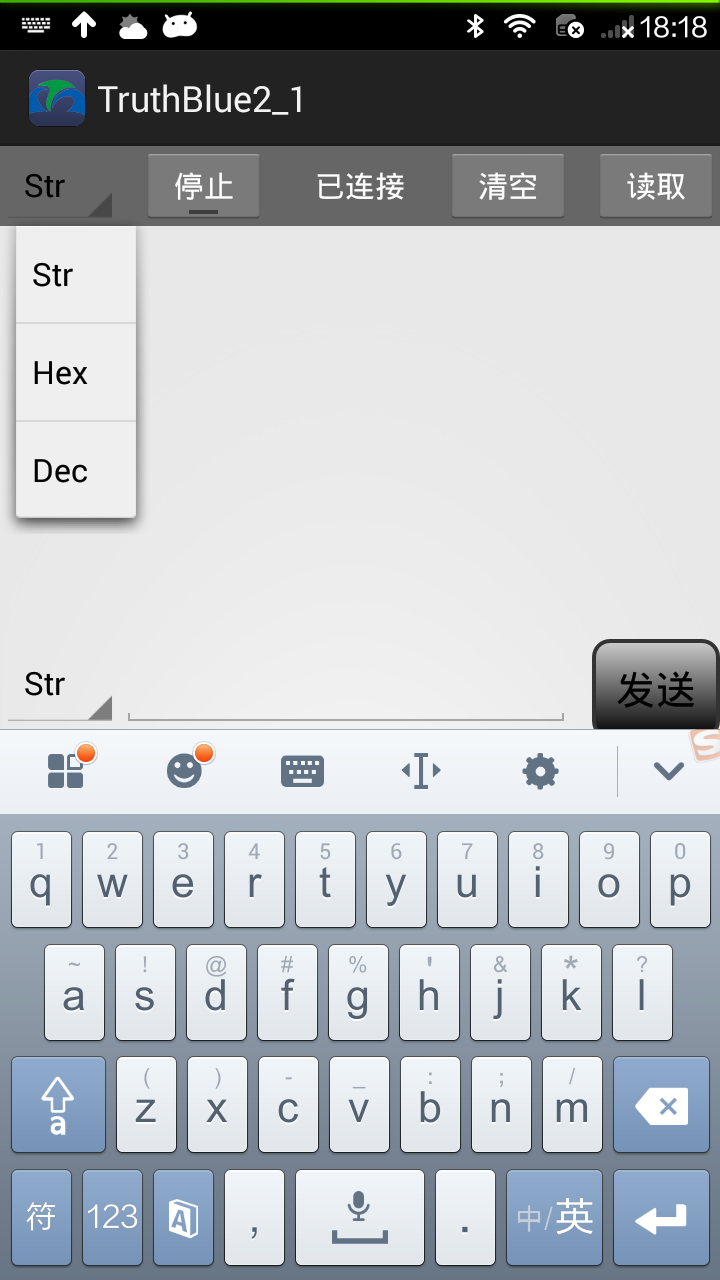 18:18
TruthBlue2_1
Str 停止 已连接 清空 读取
Str
Hex
Dec
Str 发送
1 2 3 4 5 6 7 8 9 0
q w e r t y u i o p
~ ! @ # % ' & * ?
a s d f g h j k l
( ) - _ : ; /
a z x c v b n m
符 123 A , . 中/英